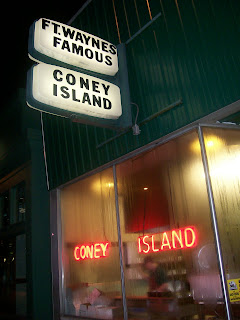 FT. WAYNES
FAMOUS
CONEY
ISLAND
CONEY ISLAND